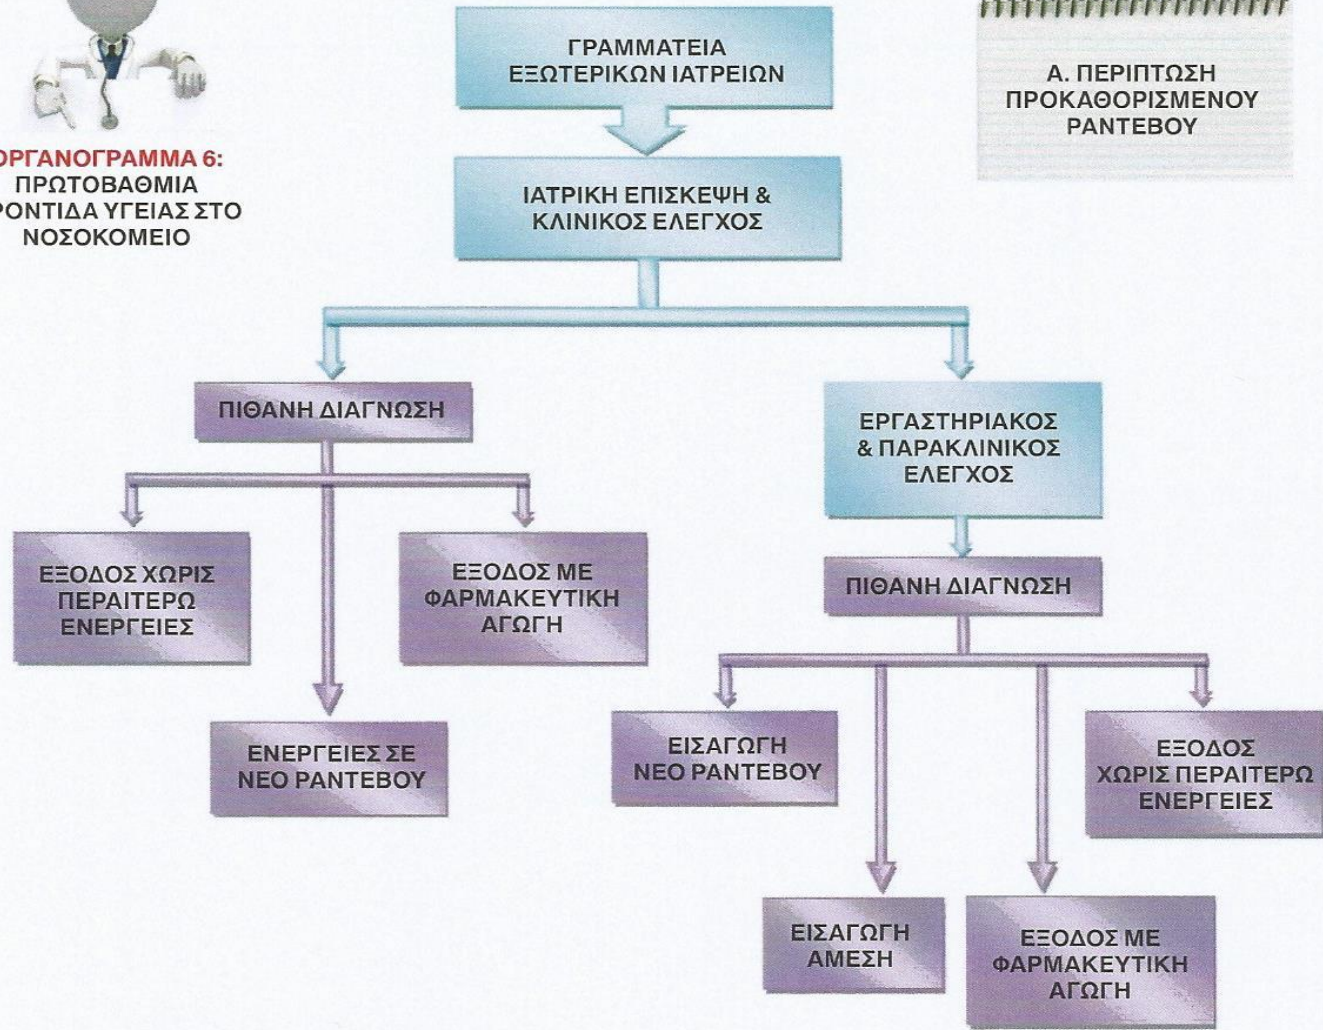 ΓΡΑΜΜΑΤΕΙΑ
ΕΞΩΤΕΡΙΚΩΝ ΙΑΤΡΕΙΩΝ
Α. ΠΕΡΙΠΤΩΣΗ
ΠΡΟΚΑΘΟΡΙΣΜΕΝΟΥ
ΡΑΝΤΕΒΟΥ
ΟΡΓΑΝΟΓΡΑΜΜΑ 6:
ΠΡΩΤΟΒΑΘΜΙΑ
ΡΟΝΤΙΔΑ ΥΓΕΙΑΣ ΣΤΟ
ΝΟΣΟΚΟΜΕΙΟ
ΙΑΤΡΙΚΗ ΕΠΙΣΚΕΨΗ &
ΚΛΙΝΙΚΟΣ ΕΛΕΓΧΟΣ
ΠΙΘΑΝΗ ΔΙΑΓΝΩΣΗ
ΕΡΓΑΣΤΗΡΙΑΚΟΣ
& ΠΑΡΑΚΛΙΝΙΚΟΣ
ΕΛΕΓΧΟΣ
ΕΞΟΔΟΣ ΧΩΡΙΣ
ΠΕΡΑΙΤΕΡΩ
ΕΝΕΡΓΕΙΕΣ
ΕΞΟΔΟΣ ΜΕ
ΦΑΡΜΑΚΕΥΤΙΚΗ
ΑΓΩΓΗ
ΠΙΘΑΝΗ ΔΙΑΓΝΩΣΗ
ΕΝΕΡΓΕΙΕΣ ΣΕ
ΝΕΟ ΡΑΝΤΕΒΟΥ
ΕΙΣΑΓΩΓΗ
ΝΕΟ ΡΑΝΤΕΒΟΥ
ΕΞΟΔΟΣ
ΧΩΡΙΣ ΠΕΡΑΙΤΕΡΩ
ΕΝΕΡΓΕΙΕΣ
ΕΙΣΑΓΩΓΗ
ΑΜΕΣΗ
ΕΞΟΔΟΣ ΜΕ
ΦΑΡΜΑΚΕΥΤΙΚΗ
ΑΓΩΓΗ